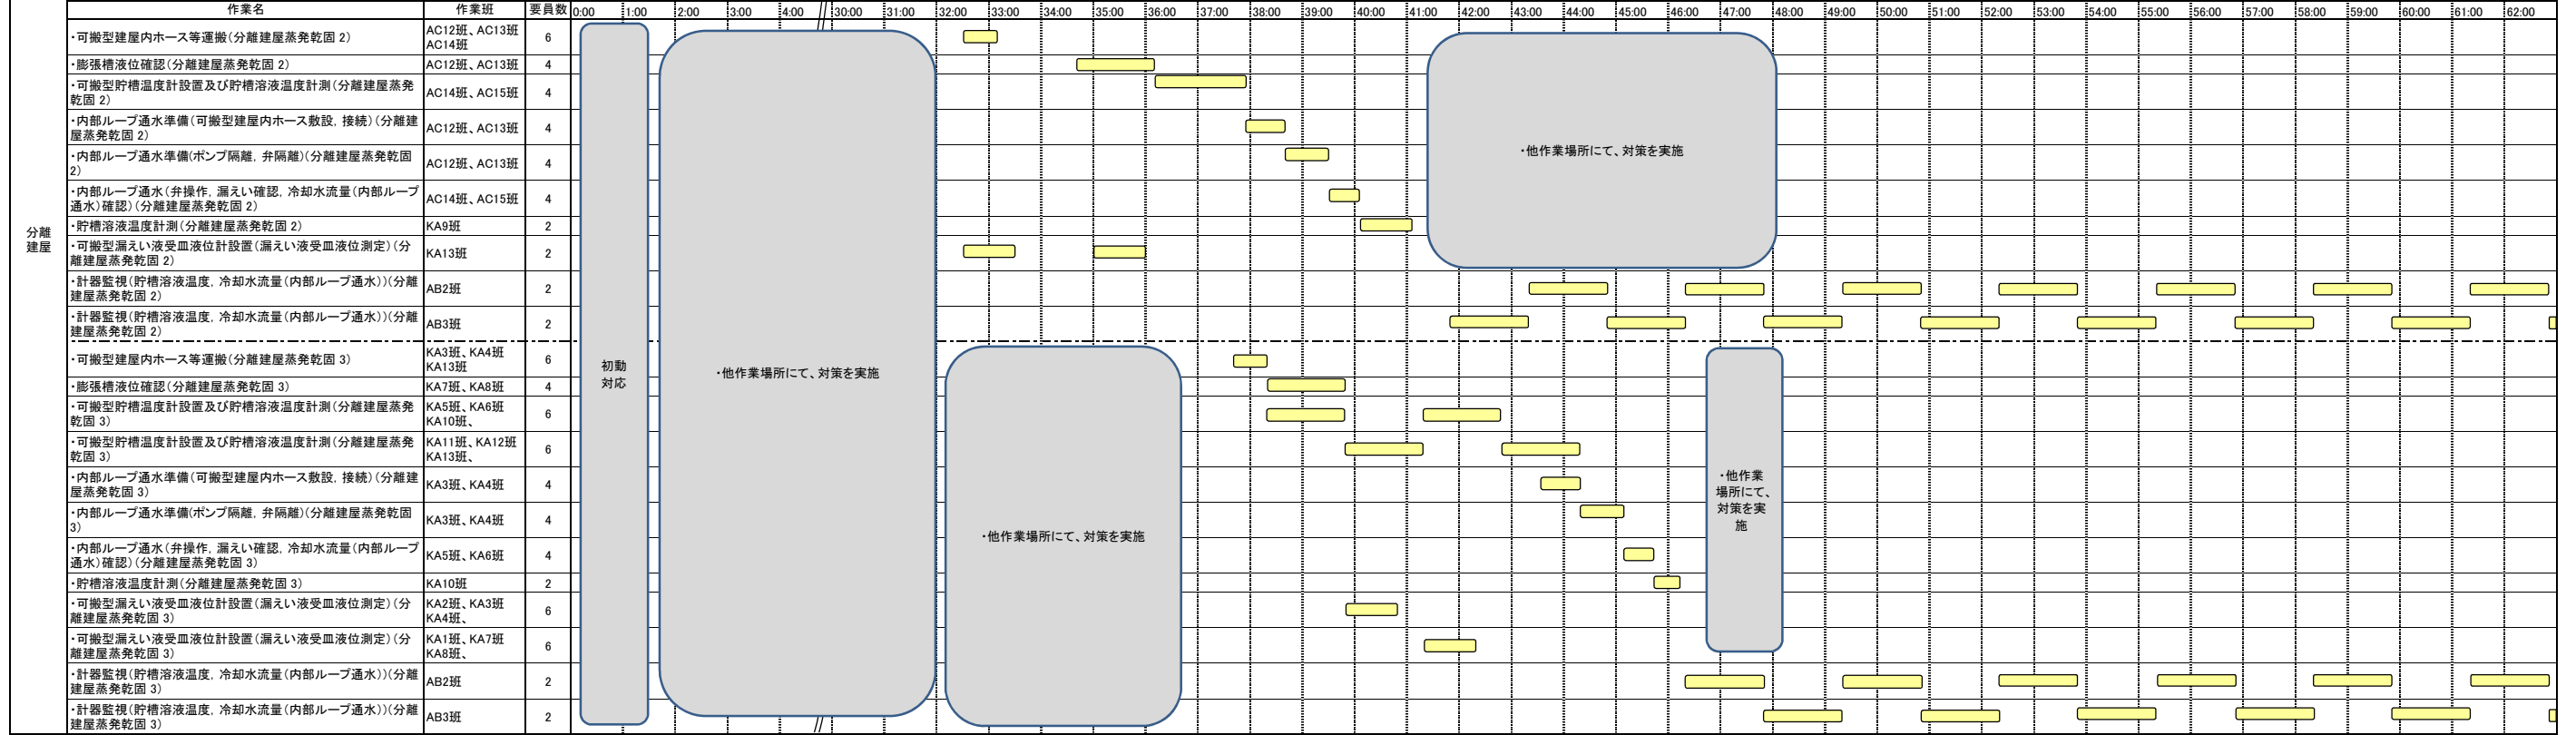 作業名 作業班 要員数 0:00 1:00 2:00 3:00 4:00 30:00 31:00 32:00 33:00 34:00 35:00 36:00 37:00 38:00 39:00 40:00 41:00 42:00 43:00 44:00 45:00 46:00 47:00 48:00 49:00 50:00 51:00 52:00 53:00 54:00 55:00 56:00 57:00 58:00 59:00 60:00 61:00 62:00
分離
建屋
・可搬型建屋内ホース等運搬(分離建屋蒸発乾固 2)
AC12班、AC13班
AC14班
6
・膨張槽液位確認(分離建屋蒸発乾固 2)
AC12班、AC13班
4
・可搬型貯槽温度計設置及び貯槽溶液温度計測(分離建屋蒸発
乾固 2)
AC14班、AC15班
4
・内部ループ通水準備(可搬型建屋内ホース敷設, 接続)(分離建
屋蒸発乾固 2)
AC12班、AC13班
4
・内部ループ通水準備(ポンプ隔離, 弁隔離)(分離建屋蒸発乾固
2)
AC12班、AC13班
4
・内部ループ通水(弁操作, 漏えい確認, 冷却水流量(内部ループ
通水)確認)(分離建屋蒸発乾固 2)
AC14班、AC15班
4
・貯槽溶液温度計測(分離建屋蒸発乾固 2)
KA9班
2
・可搬型漏えい液受皿液位計設置(漏えい液受皿液位測定)(分
離建屋蒸発乾固 2)
KA13班
2
・計器監視(貯槽溶液温度, 冷却水流量(内部ループ通水))(分離
建屋蒸発乾固 2)
AB2班
2
・計器監視(貯槽溶液温度, 冷却水流量(内部ループ通水))(分離
建屋蒸発乾固 2)
AB3班
2
・可搬型建屋内ホース等運搬(分離建屋蒸発乾固 3)
KA3班、KA4班
KA13班
6
・膨張槽液位確認(分離建屋蒸発乾固 3)
KA7班、KA8班
4
・可搬型貯槽温度計設置及び貯槽溶液温度計測(分離建屋蒸発
乾固 3)
KA5班、KA6班
KA10班、
6
・可搬型貯槽温度計設置及び貯槽溶液温度計測(分離建屋蒸発
乾固 3)
KA11班、KA12班
KA13班、
6
・内部ループ通水準備(可搬型建屋内ホース敷設, 接続)(分離建
屋蒸発乾固 3)
KA3班、KA4班
4
・内部ループ通水準備(ポンプ隔離, 弁隔離)(分離建屋蒸発乾固
3)
KA3班、KA4班
4
・内部ループ通水(弁操作, 漏えい確認, 冷却水流量(内部ループ
通水)確認)(分離建屋蒸発乾固 3)
KA5班、KA6班
4
・貯槽溶液温度計測(分離建屋蒸発乾固 3)
KA10班
2
・可搬型漏えい液受皿液位計設置(漏えい液受皿液位測定)(分
離建屋蒸発乾固 3)
KA2班、KA3班
KA4班、
6
・可搬型漏えい液受皿液位計設置(漏えい液受皿液位測定)(分
離建屋蒸発乾固 3)
KA1班、KA7班
KA8班、
6
・計器監視(貯槽溶液温度, 冷却水流量(内部ループ通水))(分離
建屋蒸発乾固 3)
AB2班
2
・計器監視(貯槽溶液温度, 冷却水流量(内部ループ通水))(分離
建屋蒸発乾固 3)
AB3班
2
初動
対応
・他作業場所にて、対策を実施
・他作業場所にて、対策を実施
・他作業場所にて、対策を実施
・他作業
場所にて、
対策を実
施